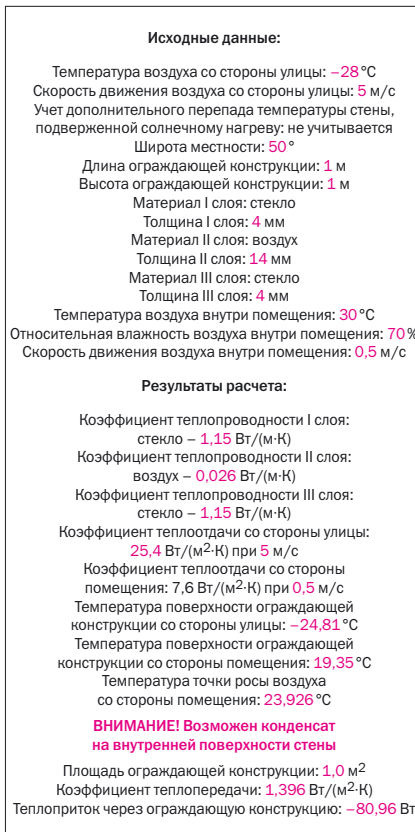 Исходные данные:
Температура воздуха со стороны улицы: –28 °C
Скорость движения воздуха со стороны улицы: 5 м/с
Учет дополнительного перепада температуры стены,
подверженной солнечному нагреву: не учитывается
Широта местности: 50 °
Длина ограждающей конструкции: 1 м
Высота ограждающей конструкции: 1 м
Материал I слоя: стекло
Толщина I слоя: 4 мм
Материал II слоя: воздух
Толщина II слоя: 14 мм
Материал III слоя: стекло
Толщина III слоя: 4 мм
Температура воздуха внутри помещения: 30 °C
Относительная влажность воздуха внутри помещения: 70 %
Скорость движения воздуха внутри помещения: 0,5 м/с
Результаты расчета:
Коэффициент теплопроводности I слоя:
стекло – 1,15 Вт/(м·К)
Коэффициент теплопроводности II слоя:
воздух – 0,026 Вт/(м·К)
Коэффициент теплопроводности III слоя:
стекло – 1,15 Вт/(м·К)
Коэффициент теплоотдачи со стороны улицы:
25,4 Вт/(м²·К) при 5 м/с
Коэффициент теплоотдачи со стороны
помещения: 7,6 Вт/(м²·К) при 0,5 м/с
Температура поверхности ограждающей
конструкции со стороны улицы: –24,81 °C
Температура поверхности ограждающей
конструкции со стороны помещения: 19,35 °C
Температура точки росы воздуха
со стороны помещения: 23,926 °C
ВНИМАНИЕ! Возможен конденсат
на внутренней поверхности стены
Площадь ограждающей конструкции: 1,0 м²
Коэффициент теплопередачи: 1,396 Вт/(м²·К)
Теплоприток через ограждающую конструкцию: –80,96 Вт